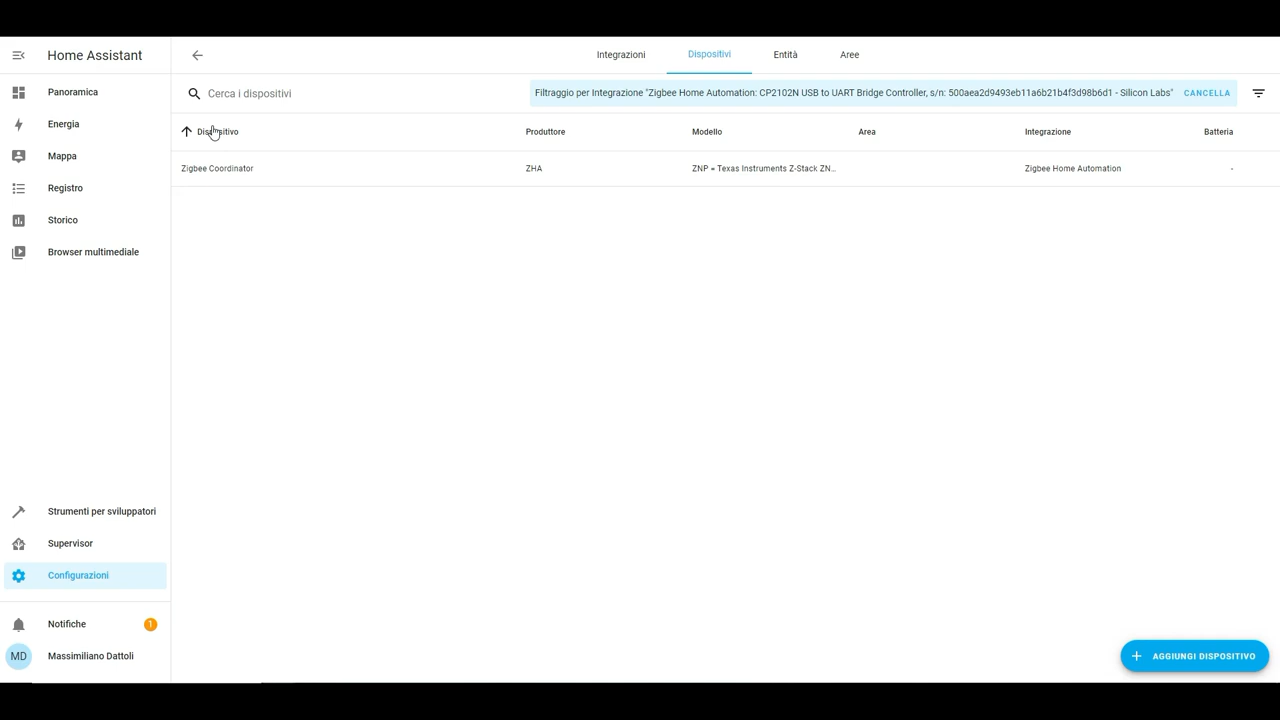 Home Assistant
Integrazioni
Dispositivi
Entità
Aree
Panoramica
Energia
Mappa
Registro
Storico
Browser multimediale
Strumenti per sviluppatori
Supervisor
Configurazioni
Notifiche
1
MD
Massimiliano Dattoli
Cerca i dispositivi
Filtraggio per Integrazione "Zigbee Home Automation: CP2102N USB to UART Bridge Controller, s/n: 500aea2d9493eb11a6b21b4f3d98b6d1 - Silicon Labs"
CANCELLA
Dispositivo
Produttore
Modello
Area
Integrazione
Batteria
Zigbee Coordinator
ZHA
ZNP = Texas Instruments Z-Stack ZN...
Zigbee Home Automation
-
AGGIUNGI DISPOSITIVO